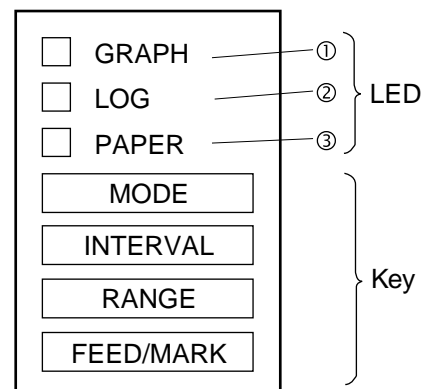 GRAPH ①
LOG ②
PAPER ③
LED
MODE
INTERVAL
RANGE
FEED/MARK
Key